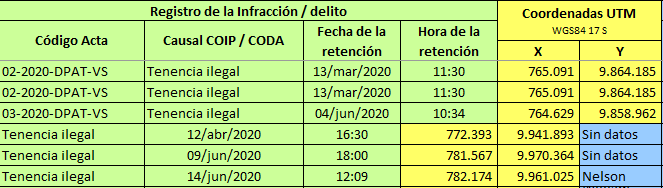 Registro de la Infracción / delito Coordenadas UTM
WGS84 17 S
Código Acta Causal COIP / CODA Fecha de la retención Hora de la retención X Y
02-2020-DPAT-VS Tenencia ilegal 13/mar/2020 11:30 765.091 9.864.185
02-2020-DPAT-VS Tenencia ilegal 13/mar/2020 11:30 765.091 9.864.185
03-2020-DPAT-VS Tenencia ilegal 04/jun/2020 10:34 764.629 9.858.962
Tenencia ilegal 12/abr/2020 16:30 772.393 9.941.893 Sin datos
Tenencia ilegal 09/jun/2020 18:00 781.567 9.970.364 Sin datos
Tenencia ilegal 14/jun/2020 12:09 782.174 9.961.025 Nelson